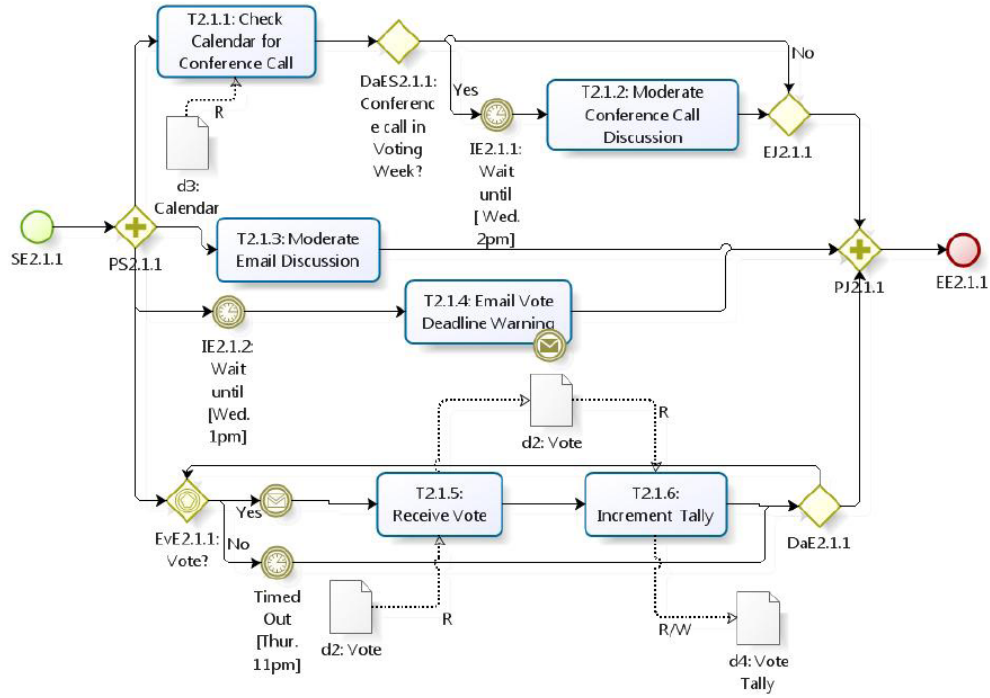 T2.1.1: Check
Calendar for
Conference Call
No
DaES2.1.1:
Conferenc
e call in
Voting
Week?
Yes
T2.1.2: Moderate
Conference Call
Discussion
R
IE2.1.1:
Wait
until
[ Wed.
2pm]
EJ2.1.1
d3:
Calendar
SE2.1.1
PS2.1.1
T2.1.3: Moderate
Email Discussion
PJ2.1.1
EE2.1.1
T2.1.4: Email Vote
Deadline Warning
IE2.1.2:
Wait
until
[Wed.
1pm]
d2: Vote
R
T2.1.5:
Receive Vote
T2.1.6:
Increment Tally
Yes
EvE2.1.1:
Vote?
No
DaE2.1.1
Timed
Out
[Thur.
11pm]
d2: Vote
R
R/W
d4: Vote
Tally